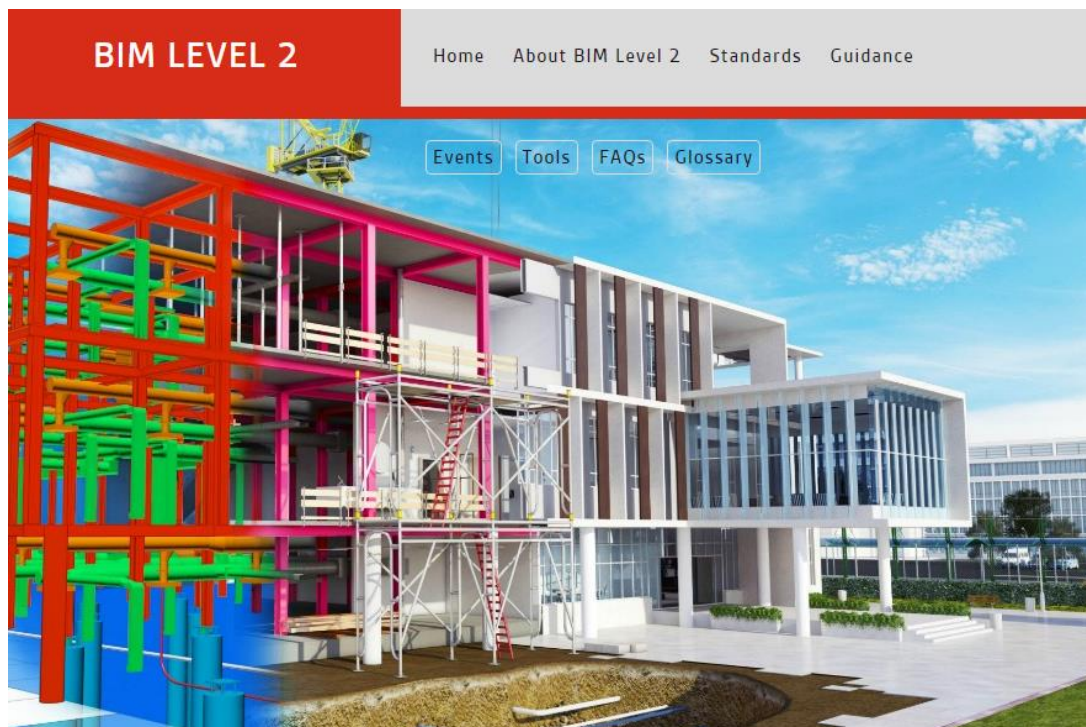 BIM LEVEL 2
Home About BIM Level 2 Standards Guidance
Events Tools FAQs Glossary